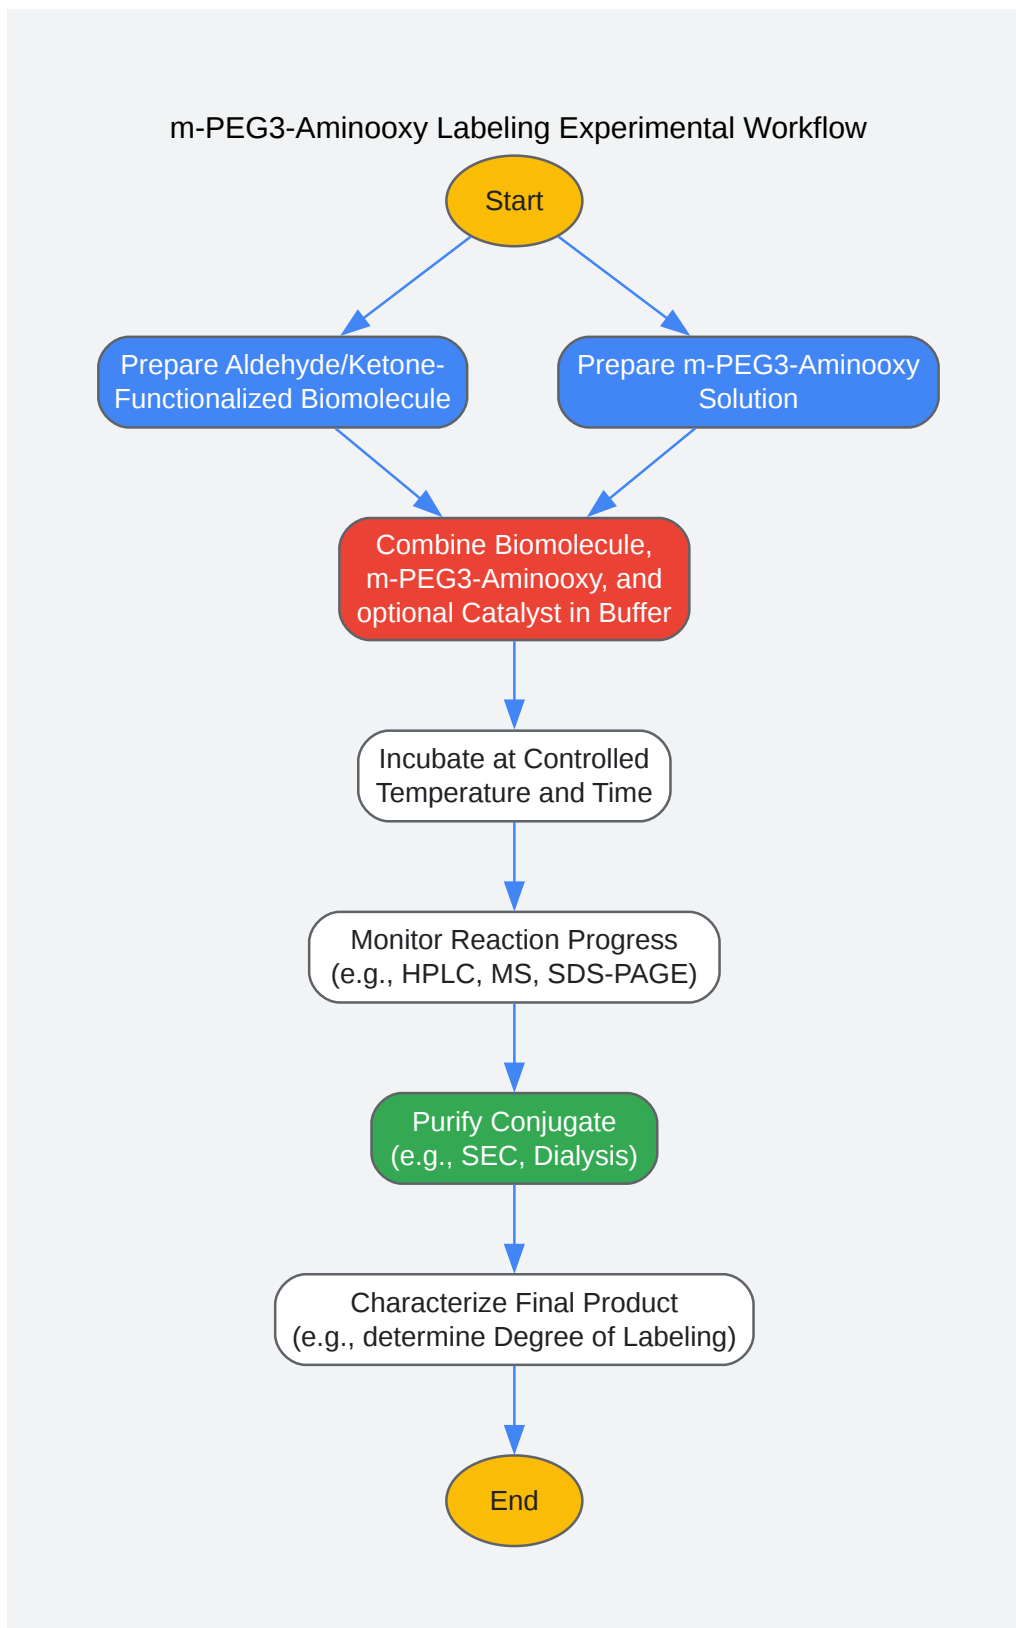 m-PEG3-Aminooxy Labeling Experimental Workflow
Start
Prepare Aldehyde/Ketone-
Functionalized Biomolecule
Prepare m-PEG3-Aminooxy
Solution
Combine Biomolecule,
m-PEG3-Aminooxy, and
optional Catalyst in Buffer
Incubate at Controlled
Temperature and Time
Monitor Reaction Progress
(e.g., HPLC, MS, SDS-PAGE)
Purify Conjugate
(e.g., SEC, Dialysis)
Characterize Final Product
(e.g., determine Degree of Labeling)
End